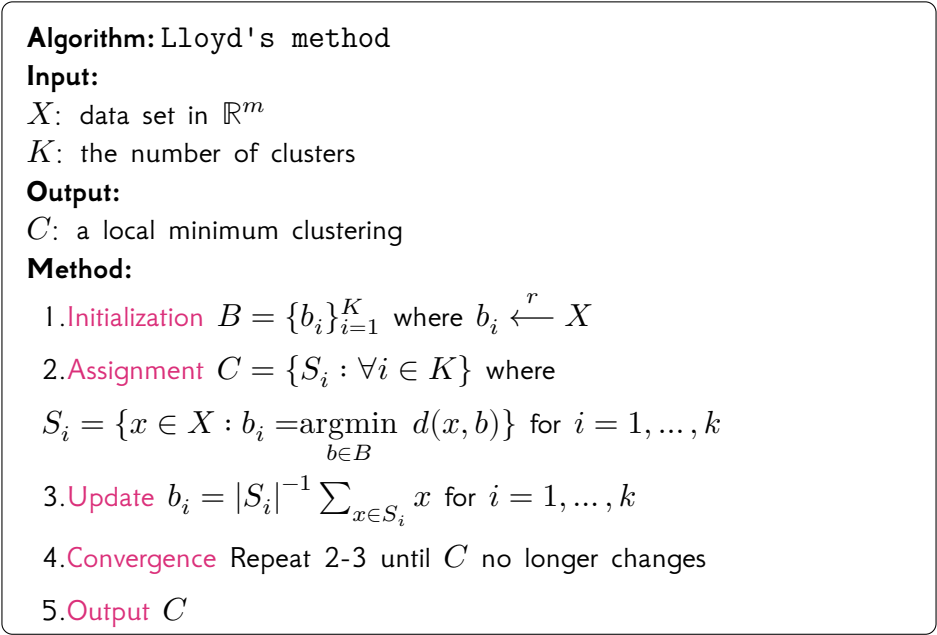 Algorithm: Lloyd's method
Input:
X: data set in ℝ^m
K: the number of clusters
Output:
C: a local minimum clustering
Method:
1.Initialization B = {b_i}_{i=1}^K where b_i ⟵^r X
2.Assignment C = {S_i : ∀i ∈ K} where
S_i = {x ∈ X : b_i =argmin_{b∈B} d(x, b)} for i = 1, ... , k
3.Update b_i = |S_i|^{-1} ∑_{x∈S_i} x for i = 1, ... , k
4.Convergence Repeat 2-3 until C no longer changes
5.Output C